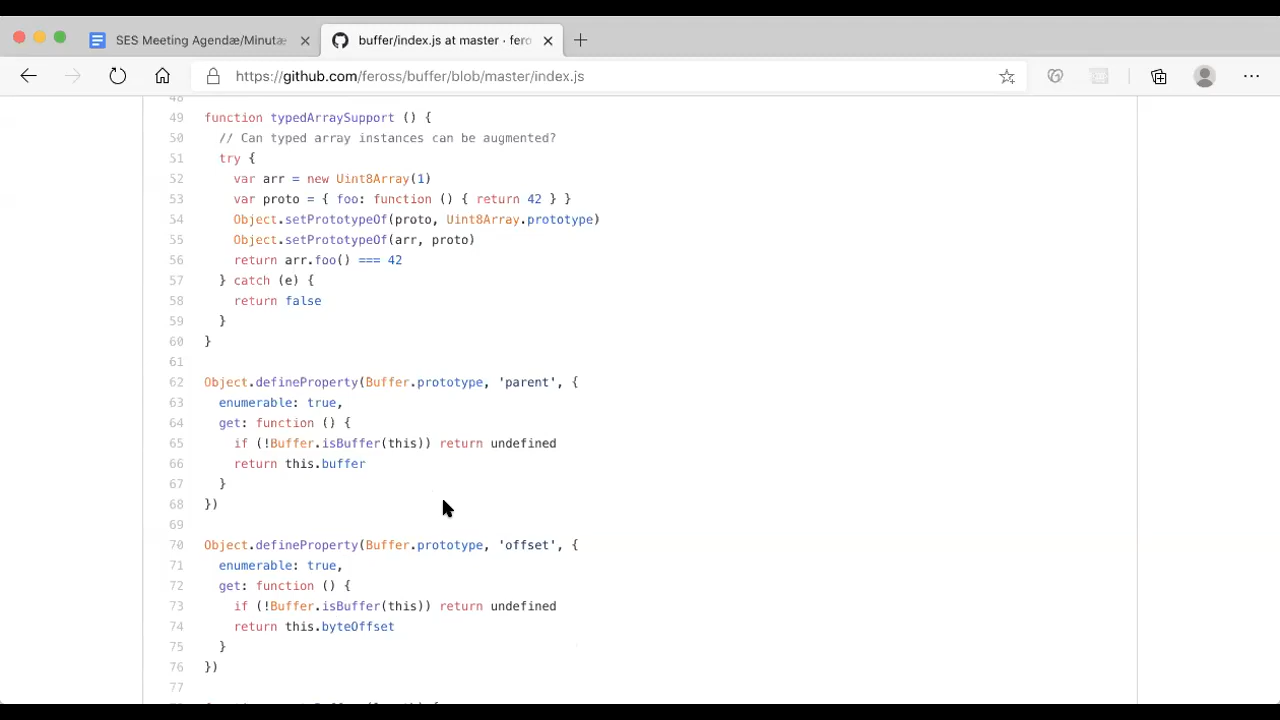 SES Meeting Agendæ/Minutæ
buffer/index.js at master · fero
https://github.com/feross/buffer/blob/master/index.js
48
49 function typedArraySupport () {
50 // Can typed array instances can be augmented?
51 try {
52 var arr = new Uint8Array(1)
53 var proto = { foo: function () { return 42 } }
54 Object.setPrototypeOf(proto, Uint8Array.prototype)
55 Object.setPrototypeOf(arr, proto)
56 return arr.foo() === 42
57 } catch (e) {
58 return false
59 }
60 }
61
62 Object.defineProperty(Buffer.prototype, 'parent', {
63 enumerable: true,
64 get: function () {
65 if (!Buffer.isBuffer(this)) return undefined
66 return this.buffer
67 }
68 })
69
70 Object.defineProperty(Buffer.prototype, 'offset', {
71 enumerable: true,
72 get: function () {
73 if (!Buffer.isBuffer(this)) return undefined
74 return this.byteOffset
75 }
76 })
77